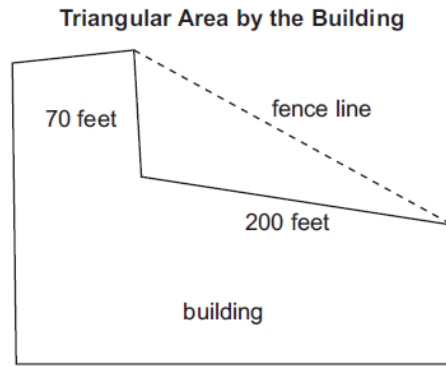 Triangular Area by the Building
fence line
70 feet
200 feet
building